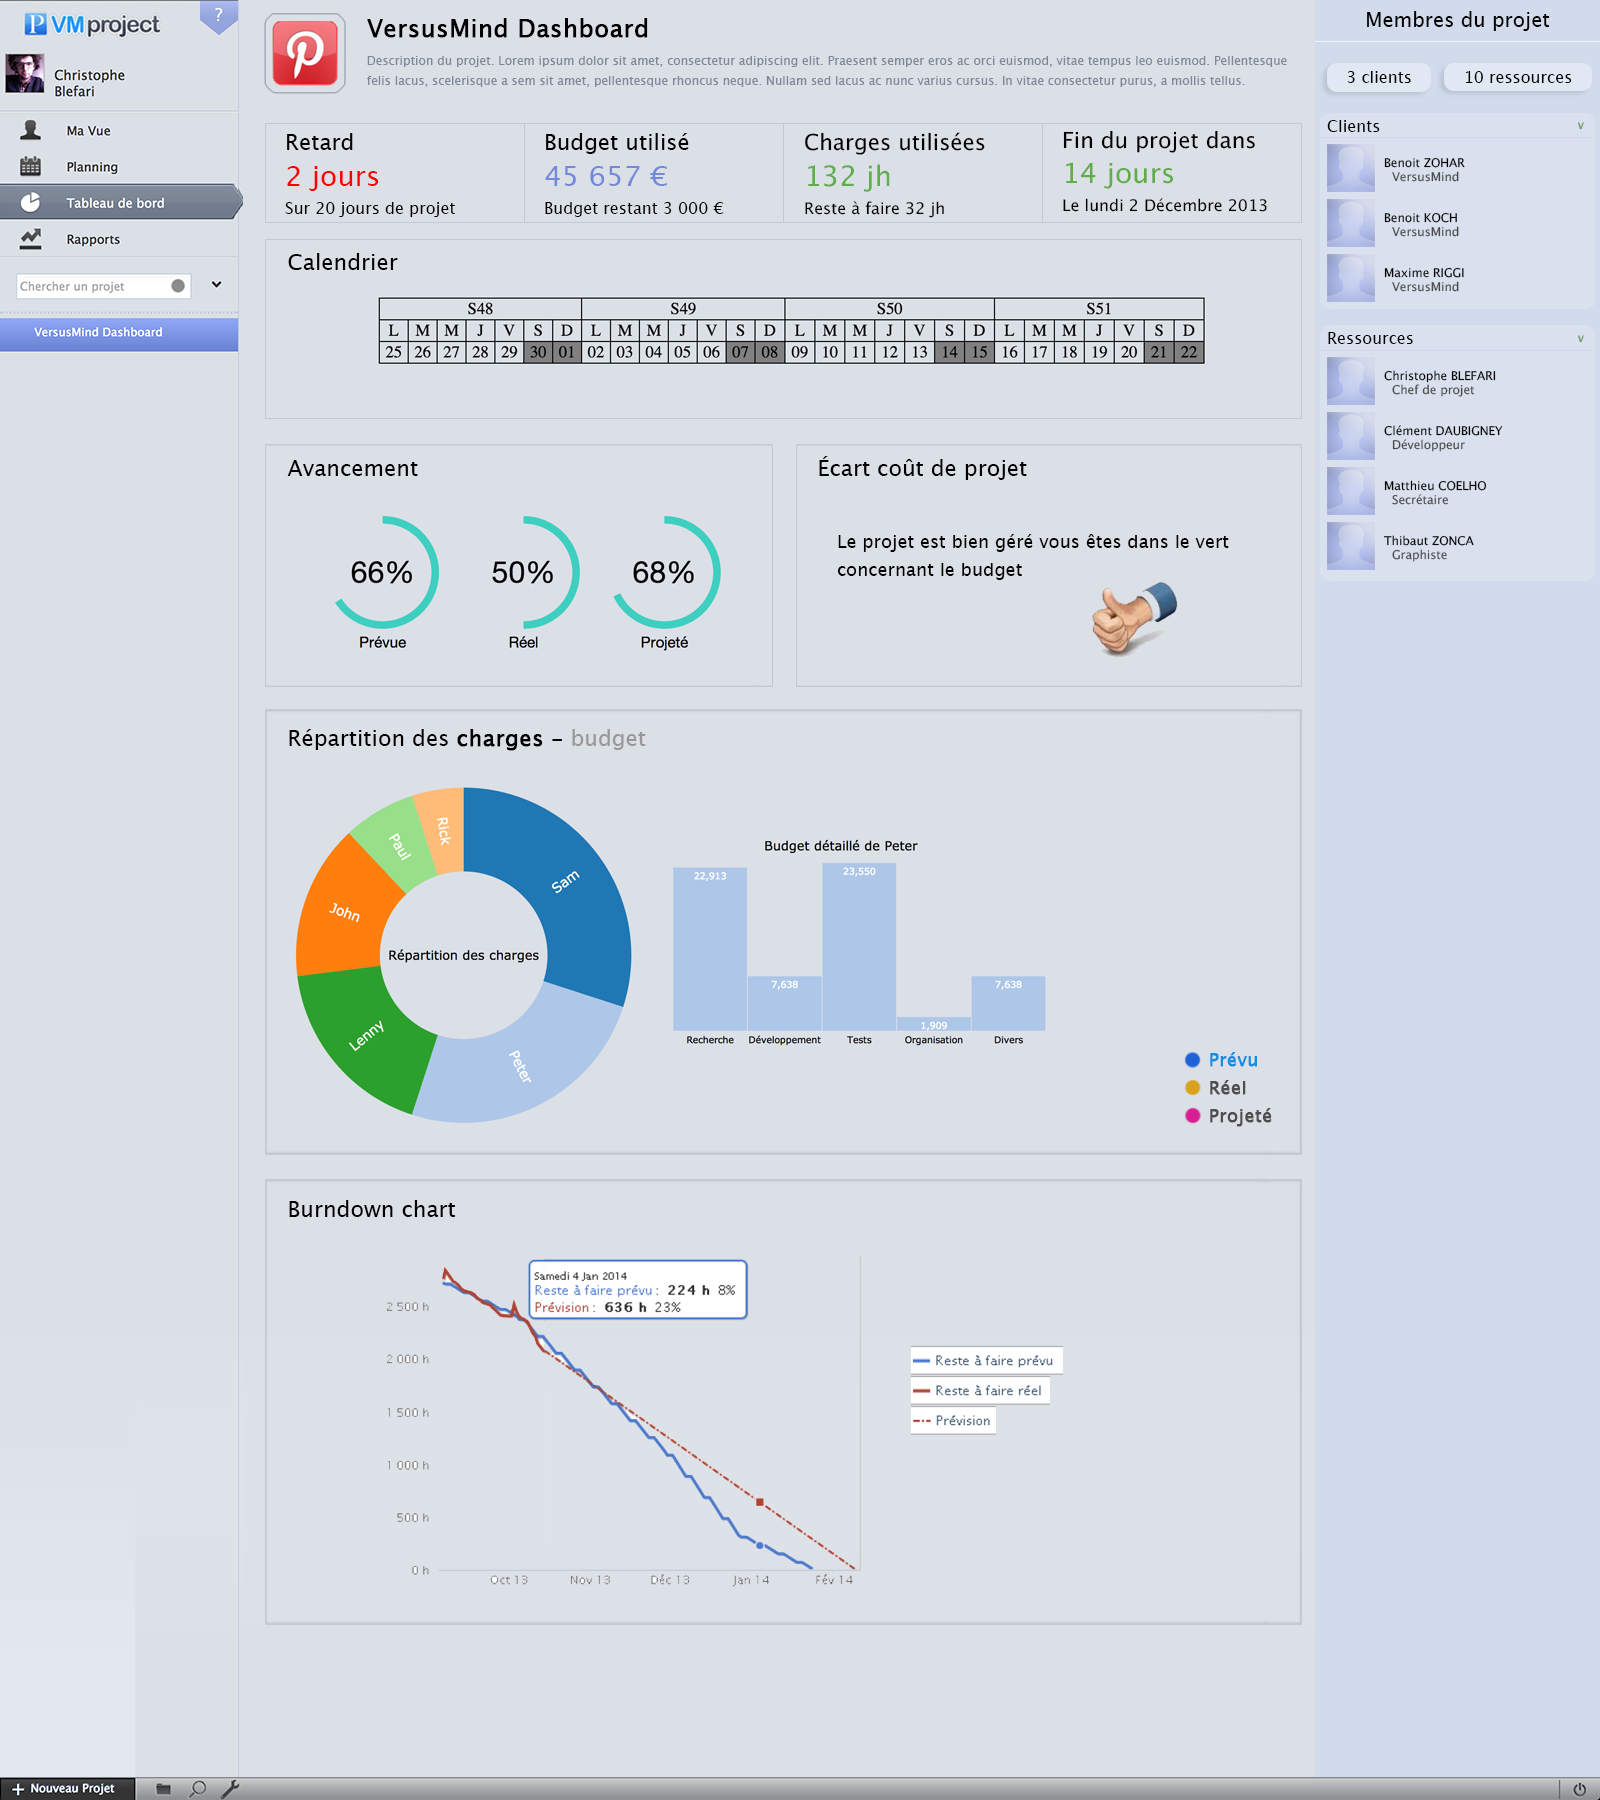 VMproject
?
Christophe
Blefari
Ma Vue
Planning
Tableau de bord
Rapports
Chercher un projet
VersusMind Dashboard
VersusMind Dashboard
Description du projet. Lorem ipsum dolor sit amet, consectetur adipiscing elit. Praesent semper eros ac orci euismod, vitae tempus leo euismod. Pellentesque
felis lacus, scelerisque a sem sit amet, pellentesque rhoncus neque. Nullam sed lacus ac nunc varius cursus. In vitae consectetur purus, a mollis tellus.
Retard
2 jours
Sur 20 jours de projet
Budget utilisé
45 657 €
Budget restant 3 000 €
Charges utilisées
132 jh
Reste à faire 32 jh
Fin du projet dans
14 jours
Le lundi 2 Décembre 2013
Calendrier
S48 S49 S50 S51
L M M J V S D L M M J V S D L M M J V S D L M M J V S D
25 26 27 28 29 30 01 02 03 04 05 06 07 08 09 10 11 12 13 14 15 16 17 18 19 20 21 22
Avancement
66% 50% 68%
Prévue Réel Projeté
Écart coût de projet
Le projet est bien géré vous êtes dans le vert
concernant le budget
Répartition des charges - budget
Rick
Paul
Sam
John
Répartition des charges
Lenny
Peter
Budget détaillé de Peter
22,913 7,638 23,550 1,909 7,638
Recherche Développement Tests Organisation Divers
Prévu
Réel
Projeté
Burndown chart
Samedi 4 Jan 2014
Reste à faire prévu : 224 h 8%
Prévision : 636 h 23%
2 500 h
2 000 h
1 500 h
1 000 h
500 h
0 h
Oct 13 Nov 13 Déc 13 Jan 14 Fév 14
Reste à faire prévu
Reste à faire réel
Prévision
Membres du projet
3 clients 10 ressources
Clients
Benoit ZOHAR
VersusMind
Benoit KOCH
VersusMind
Maxime RIGGI
VersusMind
Ressources
Christophe BLEFARI
Chef de projet
Clément DAUBIGNEY
Développeur
Matthieu COELHO
Secrétaire
Thibaut ZONCA
Graphiste
+ Nouveau Projet